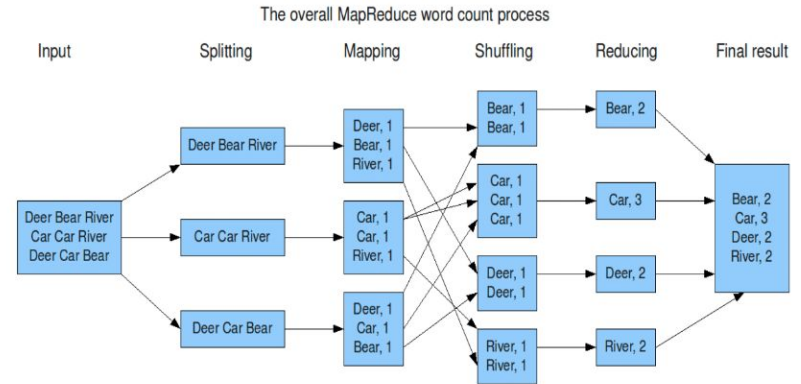 The overall MapReduce word count process
Input
Splitting
Mapping
Shuffling
Reducing
Final result
Deer Bear River
Car Car River
Deer Car Bear
Deer Bear River
Car Car River
Deer Car Bear
Deer, 1
Bear, 1
River, 1
Car, 1
Car, 1
River, 1
Deer, 1
Car, 1
Bear, 1
Bear, 1
Bear, 1
Car, 1
Car, 1
Car, 1
Deer, 1
Deer, 1
River, 1
River, 1
Bear, 2
Car, 3
Deer, 2
River, 2
Bear, 2
Car, 3
Deer, 2
River, 2